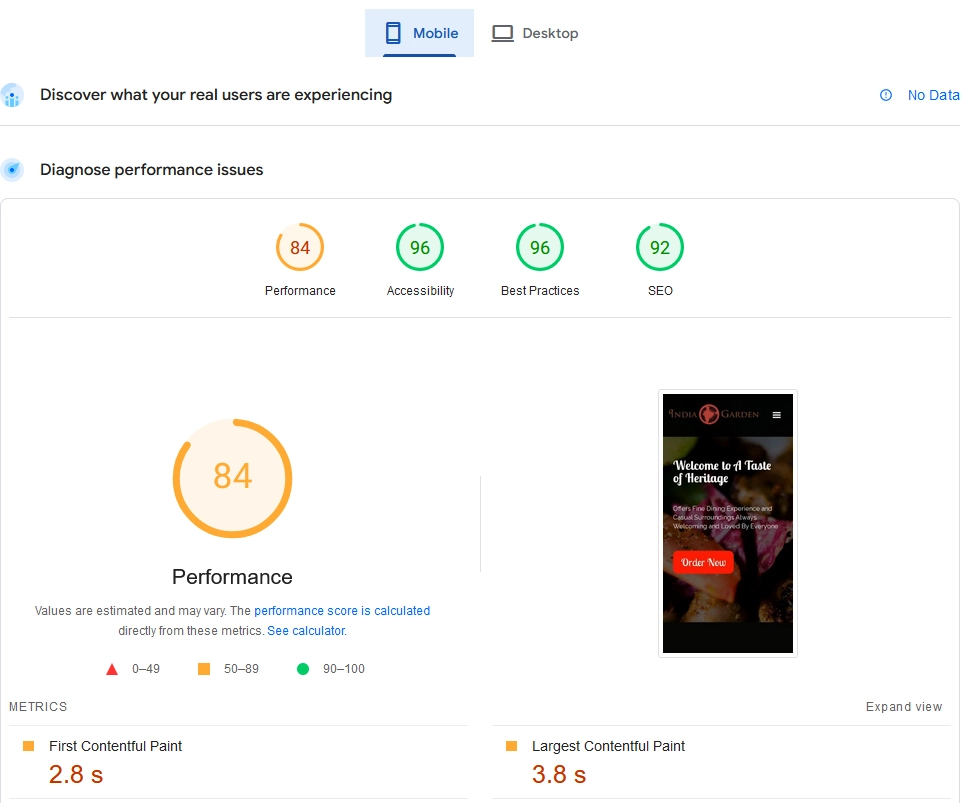 Mobile
Desktop
Discover what your real users are experiencing
No Data
Diagnose performance issues
84
96
96
92
Performance
Accessibility
Best Practices
SEO
84
INDIA GARDEN
Welcome to A Taste
of Heritage
Offers Fine Dining Experience and
Casual Surroundings Always
Welcoming and Loved By Everyone
Order Now
Performance
Values are estimated and may vary. The performance score is calculated
directly from these metrics. See calculator.
0–49
50–89
90–100
METRICS
Expand view
First Contentful Paint
Largest Contentful Paint
2.8 s
3.8 s